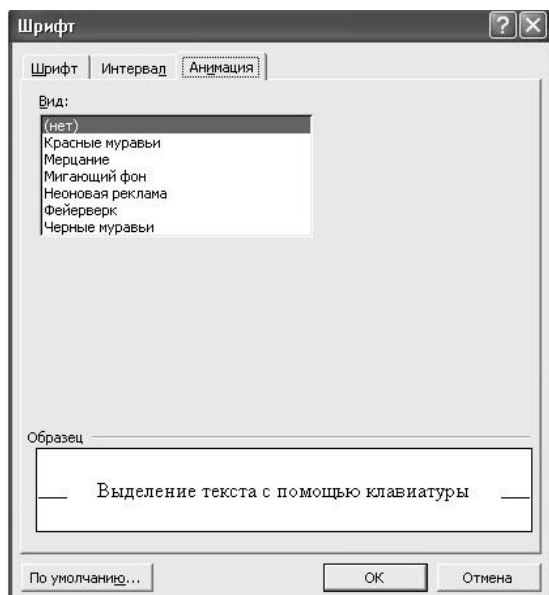 Шрифт
Шрифт Интервал Анимация
Вид:
(нет)
Красные муравьи
Мерцание
Мигающий фон
Неоновая реклама
Фейерверк
Черные муравьи
Образец
Выделение текста с помощью клавиатуры
По умолчанию... ОК Отмена